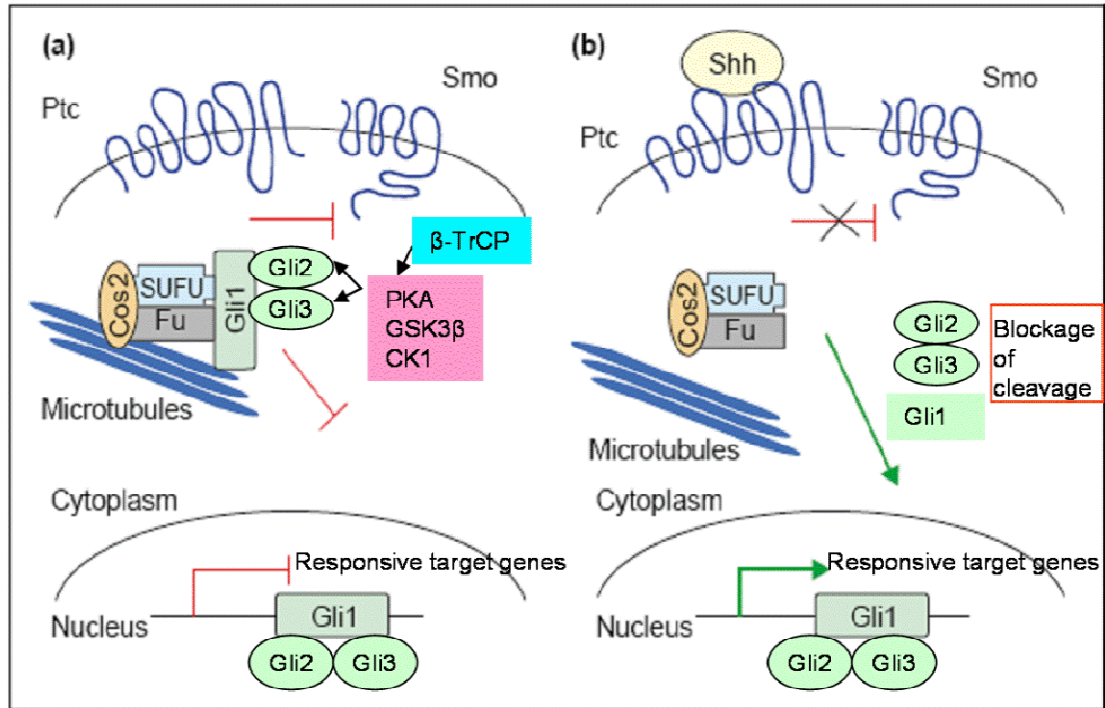 (a)
Ptc
Smo
β-TrCP
Gli2
Gli3
Gli1
Cos2
SUFU
Fu
PKA
GSK3β
CK1
Microtubules
Cytoplasm
Responsive target genes
Nucleus
Gli1
Gli2
Gli3
(b)
Shh
Smo
Ptc
Cos2
SUFU
Fu
Gli2
Gli3
Gli1
Blockage
of
cleavage
Microtubules
Cytoplasm
Responsive target genes
Nucleus
Gli1
Gli2
Gli3